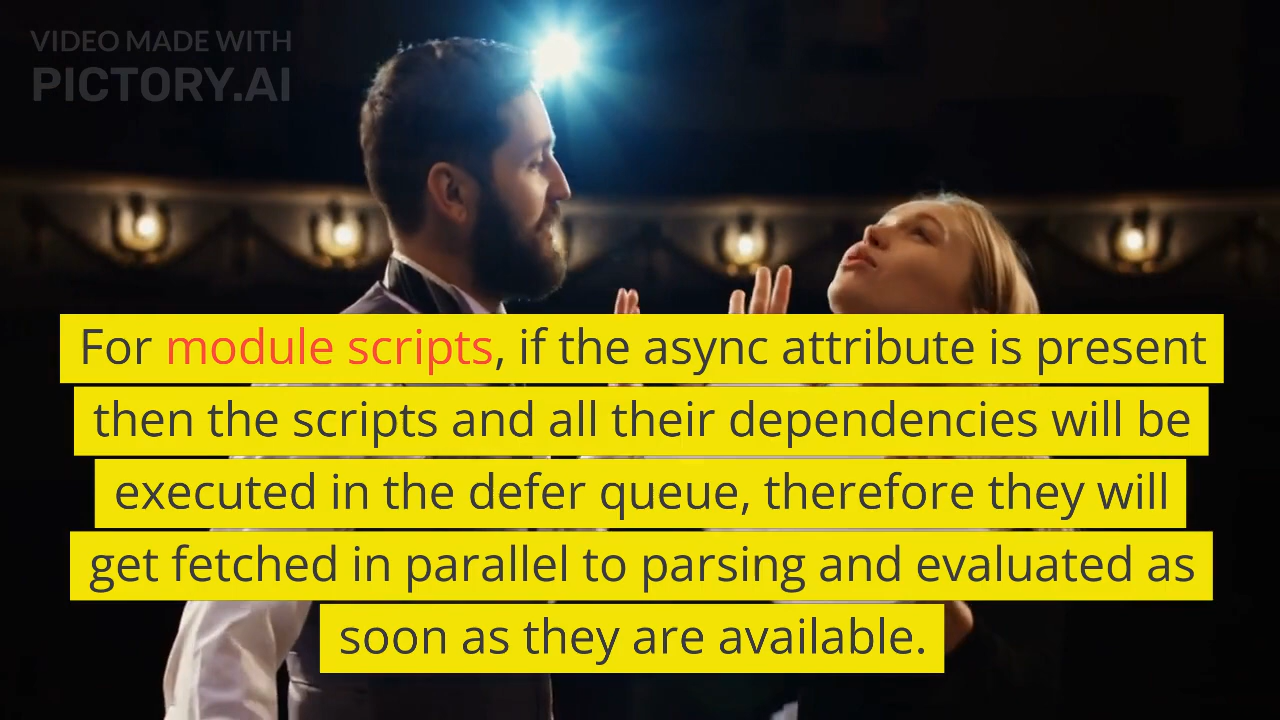 VIDEO MADE WITH
PICTORY.AI
For module scripts, if the async attribute is present
then the scripts and all their dependencies will be
executed in the defer queue, therefore they will
get fetched in parallel to parsing and evaluated as
soon as they are available.